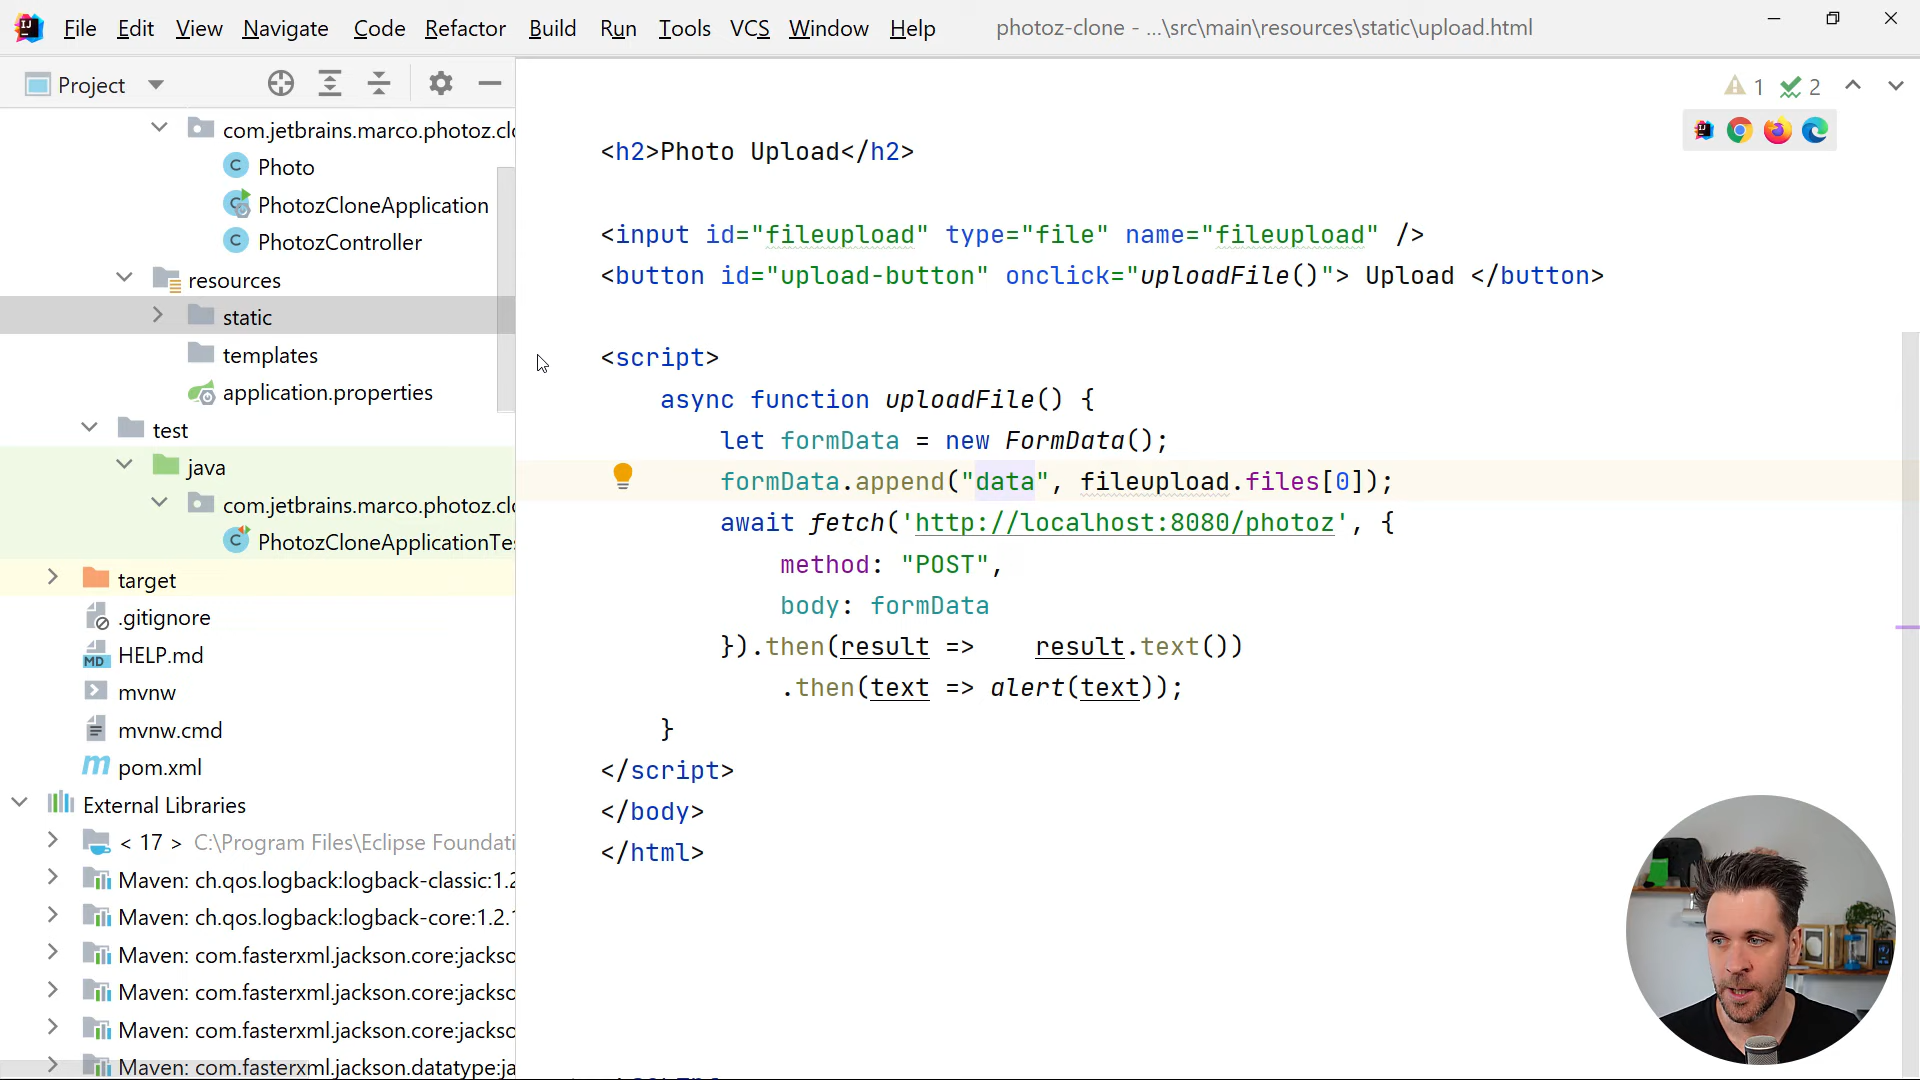 File Edit View Navigate Code Refactor Build Run Tools VCS Window Help photoz-clone - ...\src\main\resources\static\upload.html
Project
1 2
com.jetbrains.marco.photoz.clo
Photo
PhotozCloneApplication
PhotozController
resources
static
templates
application.properties
test
java
com.jetbrains.marco.photoz.clo
PhotozCloneApplicationTes
target
.gitignore
HELP.md
mvnw
mvnw.cmd
pom.xml
External Libraries
< 17 > C:\Program Files\Eclipse Foundati
Maven: ch.qos.logback:logback-classic:1.2
Maven: ch.qos.logback:logback-core:1.2.1
Maven: com.fasterxml.jackson.core:jackso
Maven: com.fasterxml.jackson.core:jackso
Maven: com.fasterxml.jackson.core:jackso
Maven: com.fasterxml.jackson.datatype:ja
<h2>Photo Upload</h2>
<input id="fileupload" type="file" name="fileupload" />
<button id="upload-button" onclick="uploadFile()"> Upload </button>
<script>
async function uploadFile() {
let formData = new FormData();
formData.append("data", fileupload.files[0]);
await fetch('http://localhost:8080/photoz', {
method: "POST",
body: formData
}).then(result => result.text())
.then(text => alert(text));
}
</script>
</body>
</html>